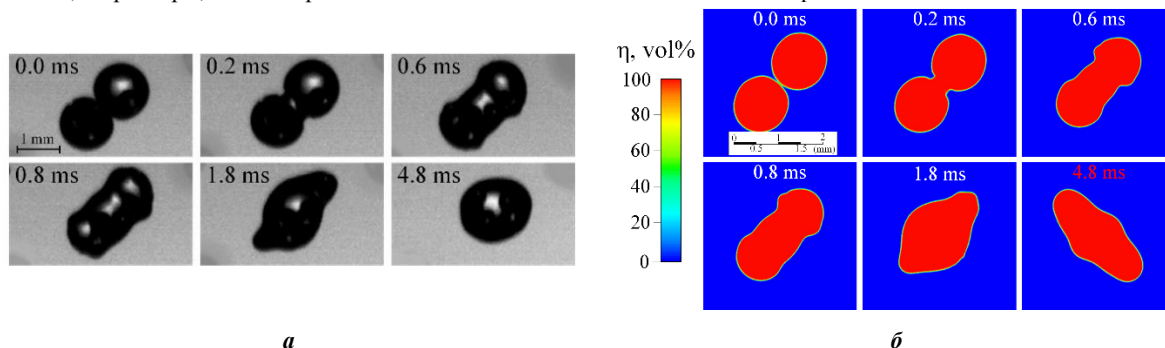 0.0 ms
0.2 ms
0.6 ms
1 mm
0.8 ms
1.8 ms
4.8 ms
η, vol%
100
80
60
40
20
0
0.0 ms
0.2 ms
0.6 ms
0 1 2
0.5 1.5 (mm)
0.8 ms
1.8 ms
4.8 ms
а б